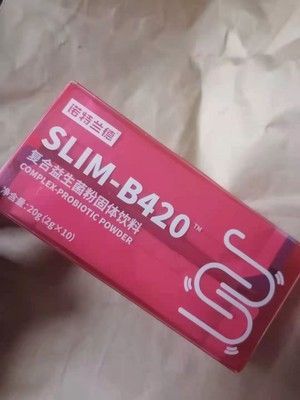 诺特兰德
SLIM-B420™
复合益生菌粉固体饮料
COMPLEX-PROBIOTIC POWDER
净含量:20g (2g×10)